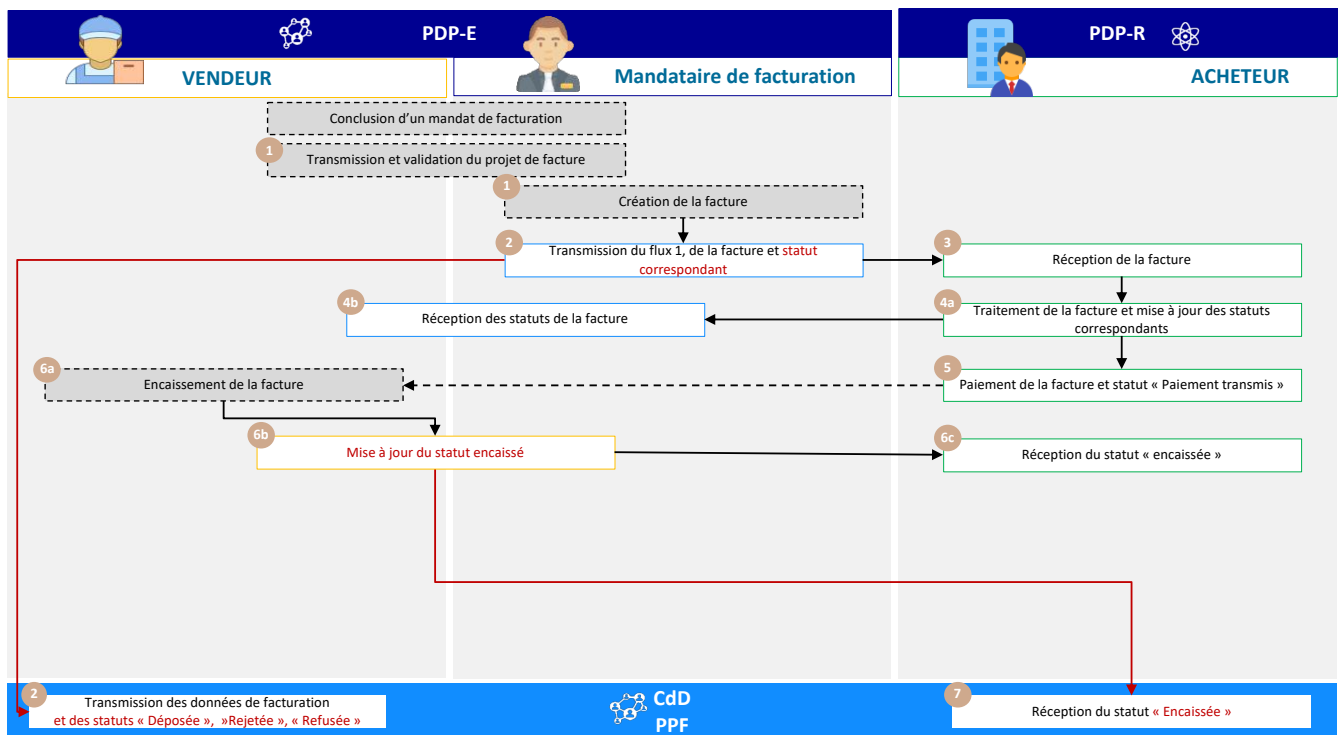 PDP-E
PDP-R
VENDEUR
Mandataire de facturation
ACHETEUR
Conclusion d'un mandat de facturation
1
Transmission et validation du projet de facture
1
Création de la facture
2
Transmission du flux 1, de la facture et statut
correspondant
3
Réception de la facture
4b
Réception des statuts de la facture
4a
Traitement de la facture et mise à jour des statuts
correspondants
6a
Encaissement de la facture
5
Paiement de la facture et statut « Paiement transmis »
6b
Mise à jour du statut encaissé
6c
Réception du statut « encaissée »
2
Transmission des données de facturation
et des statuts « Déposée », »Rejetée », « Refusée »
CdD
PPF
7
Réception du statut « Encaissée »